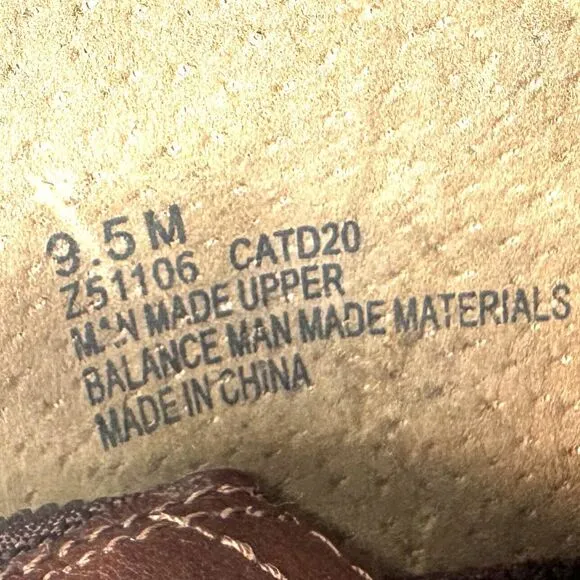 9.5 M
Z51106 CATD20
MAN MADE UPPER
BALANCE MAN MADE MATERIALS
MADE IN CHINA